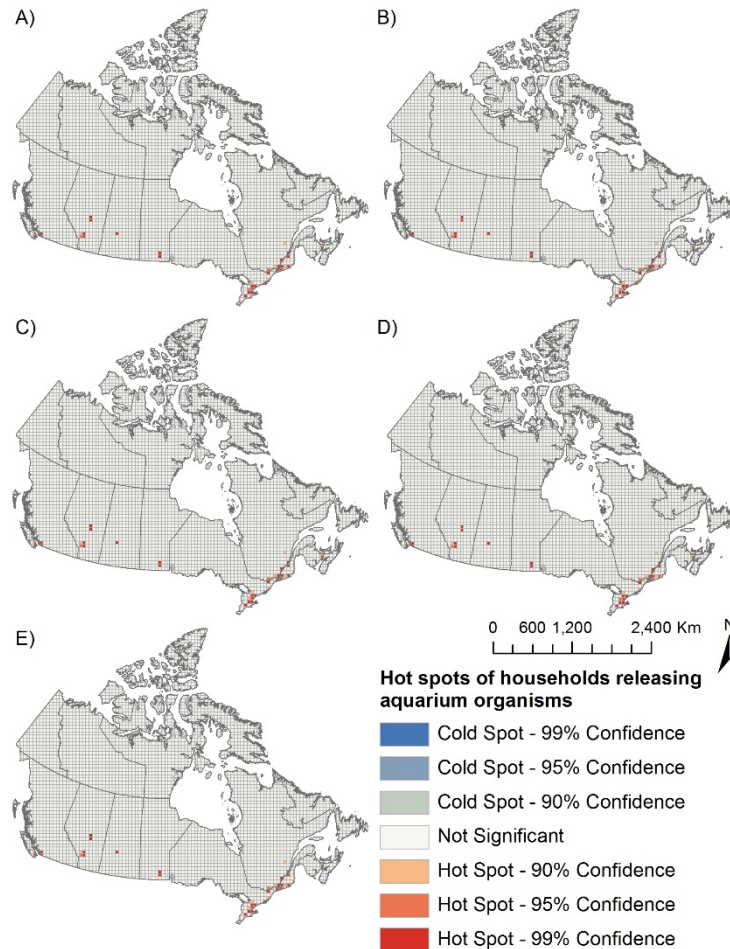 A)
B)
C)
D)
E)
0 600 1,200 2,400 Km
N
Hot spots of households releasing
aquarium organisms
Cold Spot - 99% Confidence
Cold Spot - 95% Confidence
Cold Spot - 90% Confidence
Not Significant
Hot Spot - 90% Confidence
Hot Spot - 95% Confidence
Hot Spot - 99% Confidence